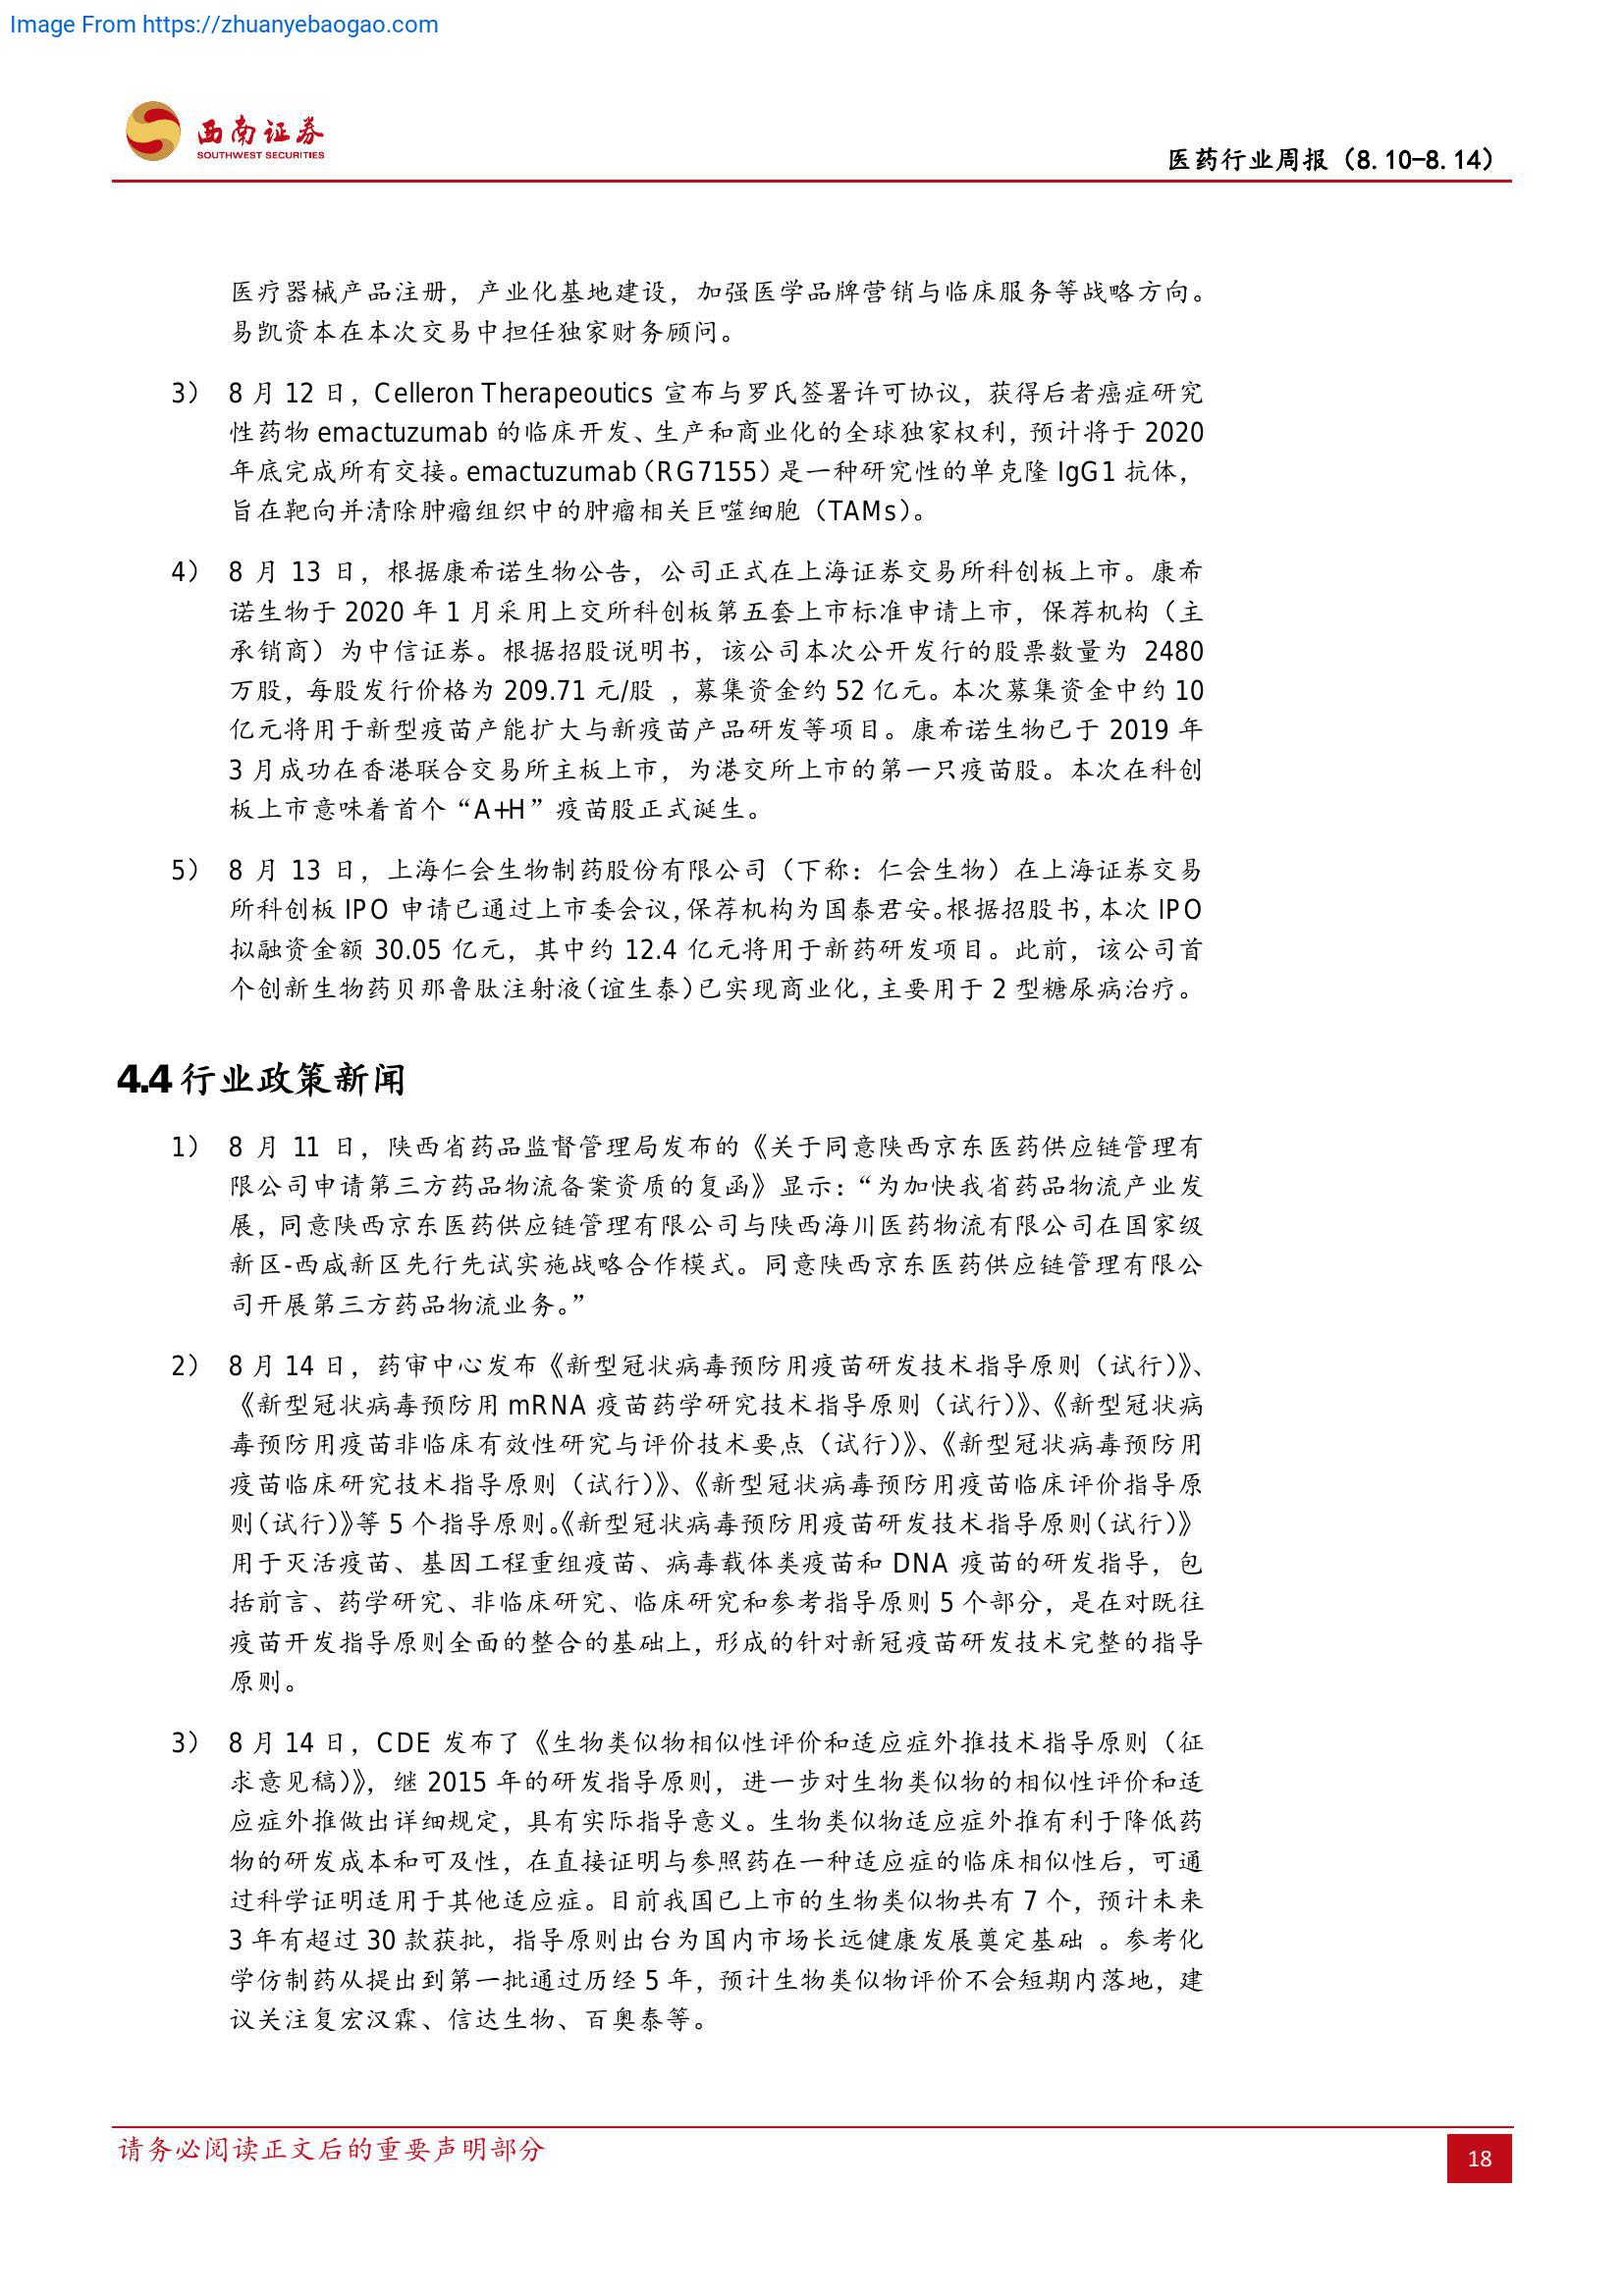 Image From https://zhuanyebaogao.com
西南证券
SOUTHWEST SECURITIES
医药行业周报（8.10-8.14）
医疗器械产品注册，产业化基地建设，加强医学品牌营销与临床服务等战略方向。
易凯资本在本次交易中担任独家财务顾问。
3） 8 月 12 日，Celleron Therapeoutics 宣布与罗氏签署许可协议，获得后者癌症研究
性药物 emactuzumab 的临床开发、生产和商业化的全球独家权利，预计将于 2020
年底完成所有交接。emactuzumab（RG7155）是一种研究性的单克隆 IgG1 抗体，
旨在靶向并清除肿瘤组织中的肿瘤相关巨噬细胞（TAMs）。
4） 8 月 13 日，根据康希诺生物公告，公司正式在上海证券交易所科创板上市。康希
诺生物于 2020 年 1 月采用上交所科创板第五套上市标准申请上市，保荐机构（主
承销商）为中信证券。根据招股说明书，该公司本次公开发行的股票数量为 2480
万股，每股发行价格为 209.71 元/股 ，募集资金约 52 亿元。本次募集资金中约 10
亿元将用于新型疫苗产能扩大与新疫苗产品研发等项目。康希诺生物已于 2019 年
3 月成功在香港联合交易所主板上市，为港交所上市的第一只疫苗股。本次在科创
板上市意味着首个“A+H”疫苗股正式诞生。
5） 8 月 13 日，上海仁会生物制药股份有限公司（下称：仁会生物）在上海证券交易
所科创板 IPO 申请已通过上市委会议，保荐机构为国泰君安。根据招股书，本次 IPO
拟融资金额 30.05 亿元，其中约 12.4 亿元将用于新药研发项目。此前，该公司首
个创新生物药贝那鲁肽注射液（谊生泰）已实现商业化，主要用于 2 型糖尿病治疗。
4.4 行业政策新闻
1） 8 月 11 日，陕西省药品监督管理局发布的《关于同意陕西京东医药供应链管理有
限公司申请第三方药品物流备案资质的复函》显示：“为加快我省药品物流产业发
展，同意陕西京东医药供应链管理有限公司与陕西海川医药物流有限公司在国家级
新区-西咸新区先行先试实施战略合作模式。同意陕西京东医药供应链管理有限公
司开展第三方药品物流业务。”
2） 8 月 14 日，药审中心发布《新型冠状病毒预防用疫苗研发技术指导原则（试行）》、
《新型冠状病毒预防用 mRNA 疫苗药学研究技术指导原则（试行）》、《新型冠状病
毒预防用疫苗非临床有效性研究与评价技术要点（试行）》、《新型冠状病毒预防用
疫苗临床研究技术指导原则（试行）》、《新型冠状病毒预防用疫苗临床评价指导原
则（试行）》等 5 个指导原则。《新型冠状病毒预防用疫苗研发技术指导原则（试行）》
用于灭活疫苗、基因工程重组疫苗、病毒载体类疫苗和 DNA 疫苗的研发指导，包
括前言、药学研究、非临床研究、临床研究和参考指导原则 5 个部分，是在对既往
疫苗开发指导原则全面的整合的基础上，形成的针对新冠疫苗研发技术完整的指导
原则。
3） 8 月 14 日，CDE 发布了《生物类似物相似性评价和适应症外推技术指导原则（征
求意见稿）》，继 2015 年的研发指导原则，进一步对生物类似物的相似性评价和适
应症外推做出详细规定，具有实际指导意义。生物类似物适应症外推有利于降低药
物的研发成本和可及性，在直接证明与参照药在一种适应症的临床相似性后，可通
过科学证明适用于其他适应症。目前我国已上市的生物类似物共有 7 个，预计未来
3 年有超过 30 款获批，指导原则出台为国内市场长远健康发展奠定基础 。参考化
学仿制药从提出到第一批通过历经 5 年，预计生物类似物评价不会短期内落地，建
议关注复宏汉霖、信达生物、百奥泰等。
请务必阅读正文后的重要声明部分
18